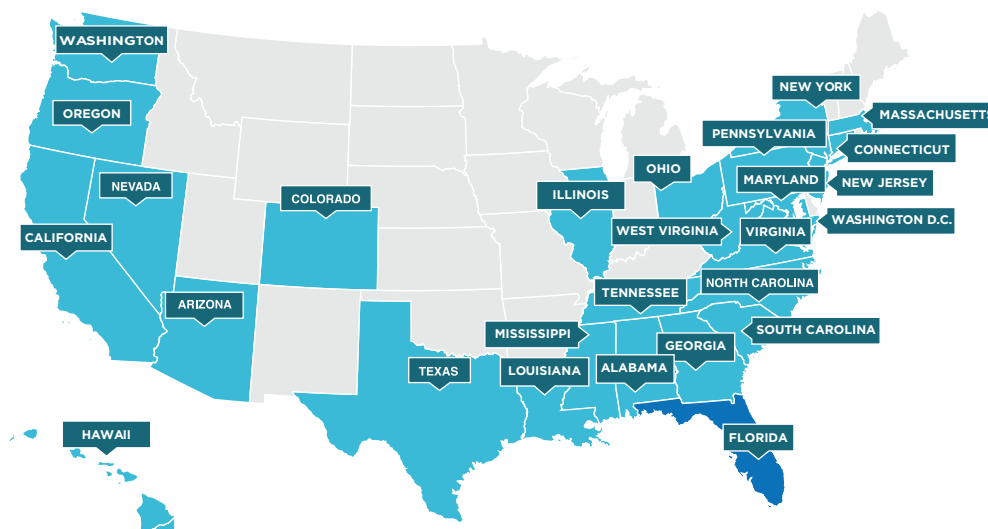 WASHINGTON
NEW YORK
OREGON
MASSACHUSETTS
PENNSYLVANIA
CONNECTICUT
OHIO
NEVADA
COLORADO
ILLINOIS
MARYLAND
NEW JERSEY
WASHINGTON D.C.
CALIFORNIA
WEST VIRGINIA
VIRGINIA
ARIZONA
TENNESSEE
NORTH CAROLINA
MISSISSIPPI
SOUTH CAROLINA
GEORGIA
TEXAS
LOUISIANA
ALABAMA
HAWAII
FLORIDA